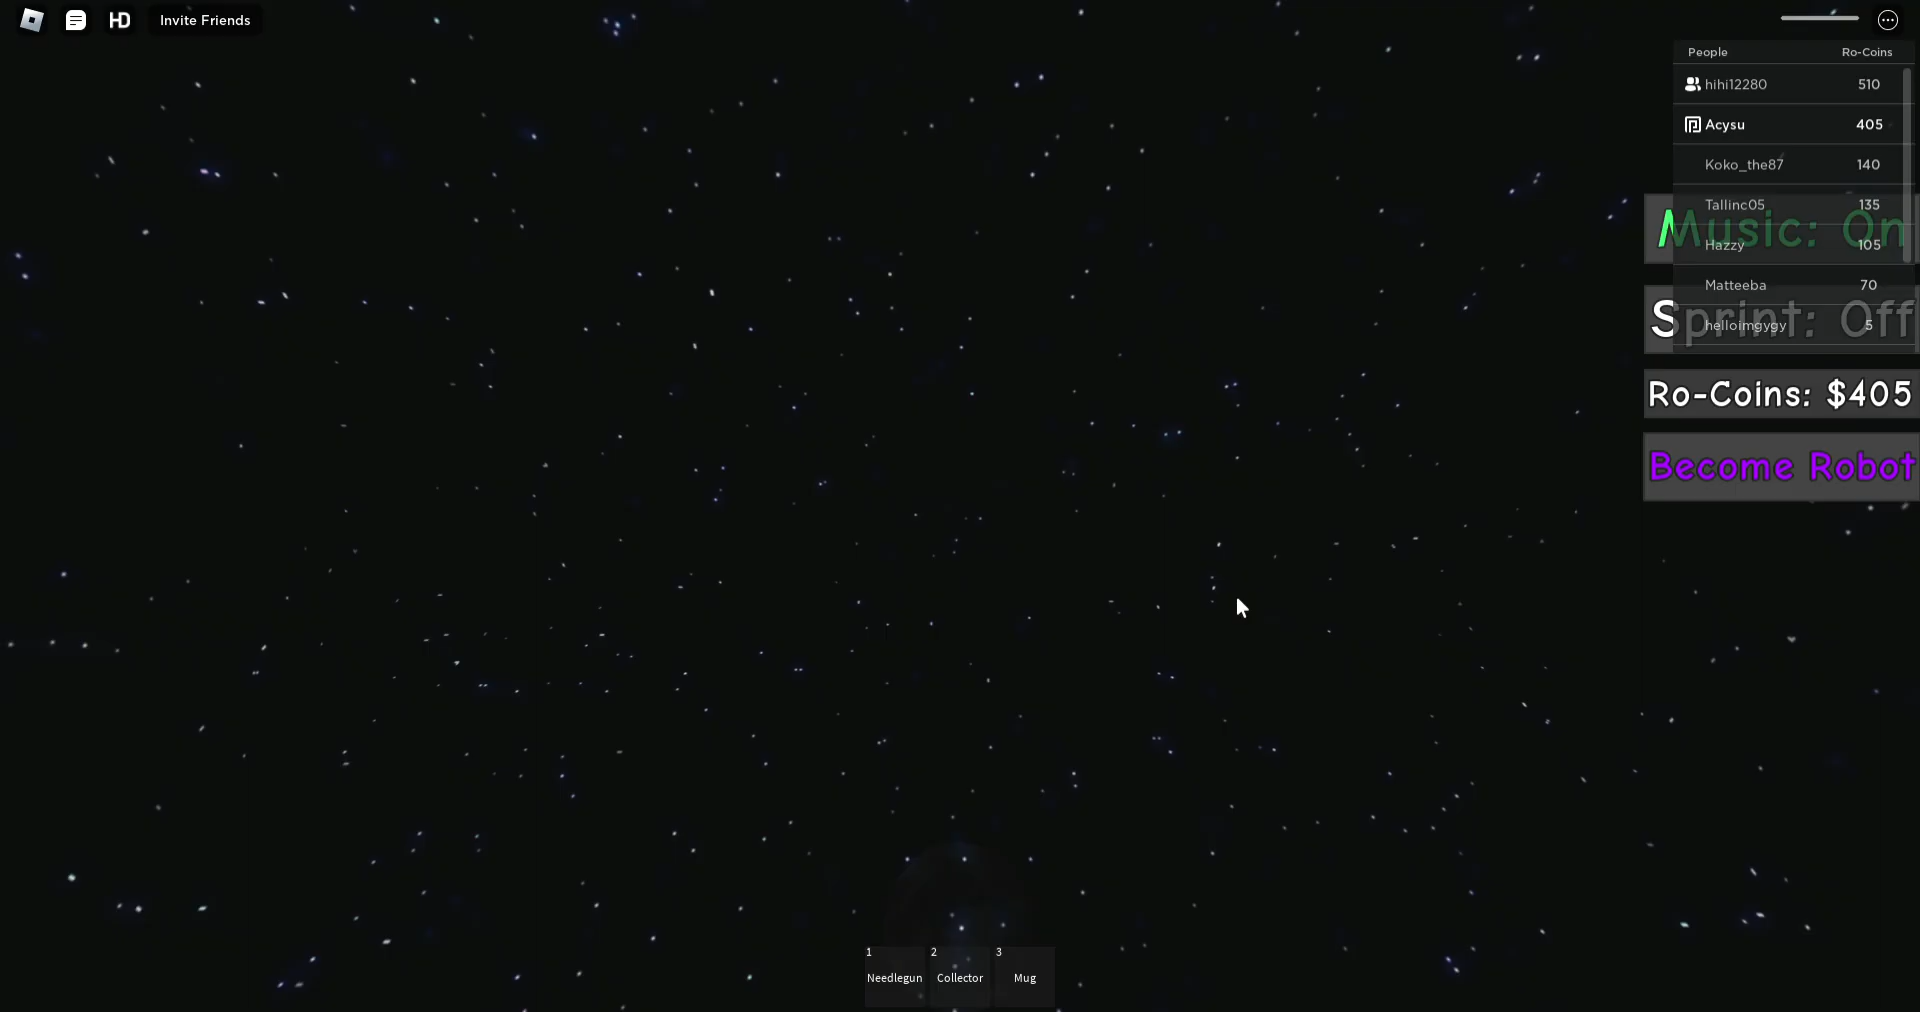 HD Invite Friends
People Ro-Coins
hihi12280 510
Acysu 405
Koko_the87 140
Tallinc05 135
Music: On
Hazzy 105
Matteeba 70
Sprint: Off
helloimgygy 5
Ro-Coins: $405
Become Robot
1 2 3
Needlegun Collector Mug